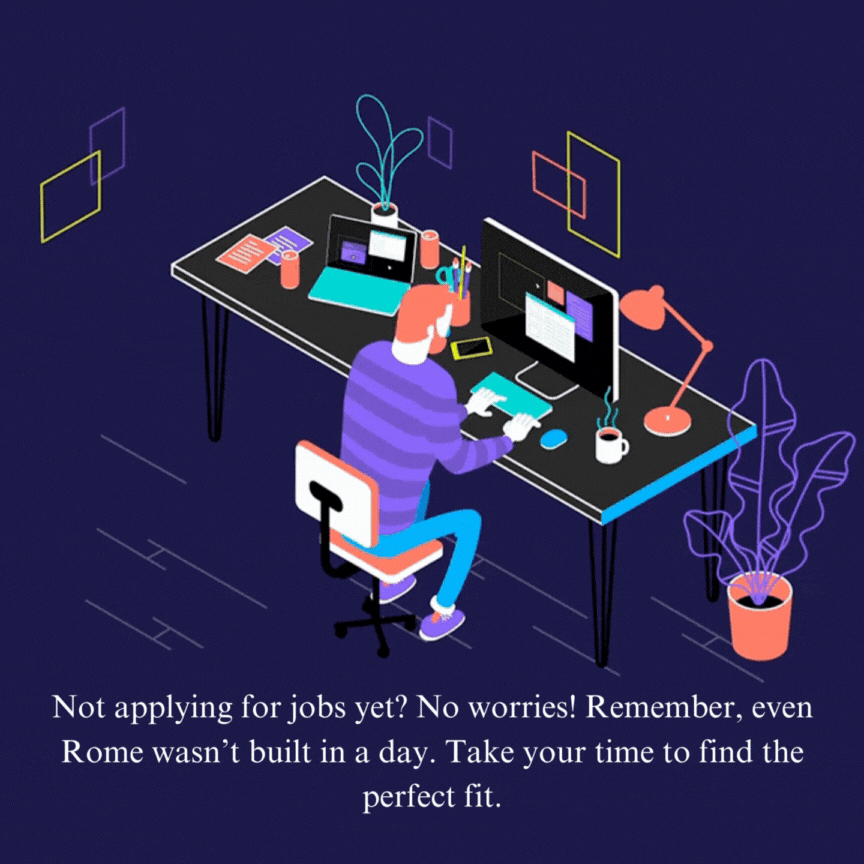 Not applying for jobs yet? No worries! Remember, even
Rome wasn’t built in a day. Take your time to find the
perfect fit.